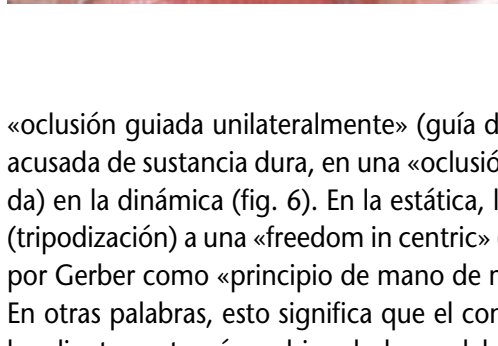 «oclusión guiada unilateralmente» (guía d
acusada de sustancia dura, en una «oclusió
da) en la dinámica (fig. 6). En la estática, l
(tripodización) a una «freedom in centric»
por Gerber como «principio de mano de
En otras palabras, esto significa que el con